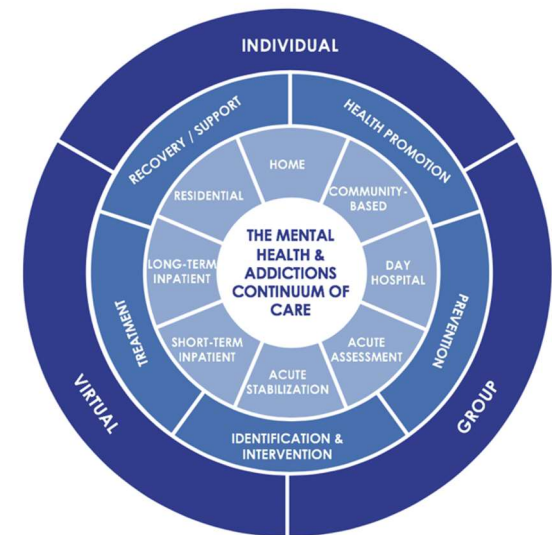 INDIVIDUAL
RECOVERY / SUPPORT
HEALTH PROMOTION
HOME
RESIDENTIAL
COMMUNITY-
BASED
THE MENTAL
HEALTH &
ADDICTIONS
CONTINUUM OF
CARE
LONG-TERM
INPATIENT
DAY
HOSPITAL
TREATMENT
PREVENTION
SHORT-TERM
INPATIENT
ACUTE
ASSESSMENT
ACUTE
STABILIZATION
VIRTUAL
GROUP
IDENTIFICATION &
INTERVENTION